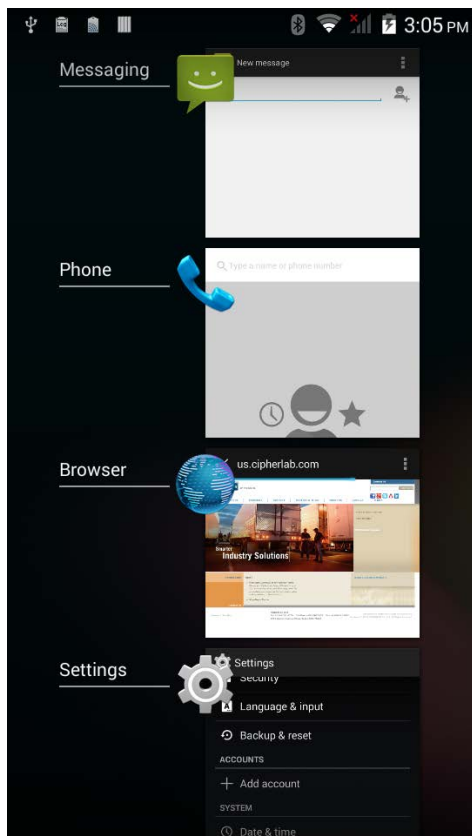 3:05 PM
Messaging
New message
Phone
Type a name or phone number
Browser
us.cipherlab.com
Smarter
Industry Solutions
Settings
Settings
Security
Language & input
Backup & reset
ACCOUNTS
Add account
SYSTEM
Date & time